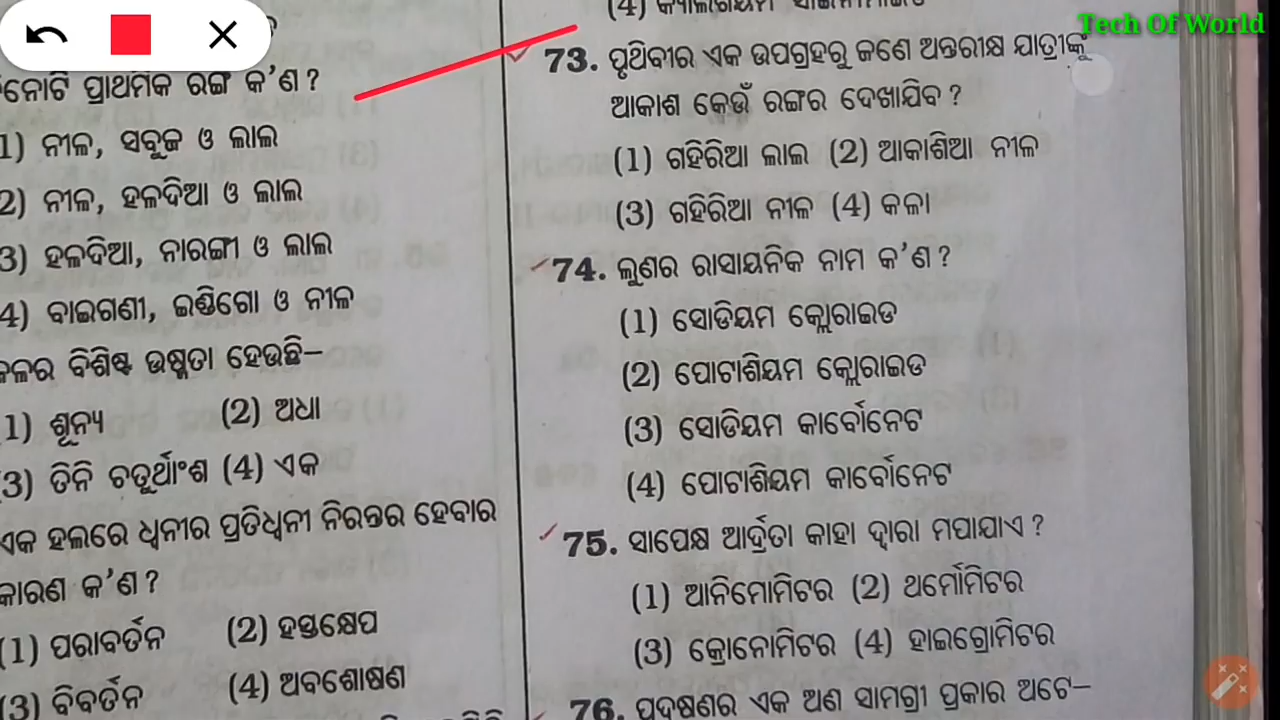 Tech Of World
ପ୍ରାଥମିକ ରଙ୍ଗ କ'ଣ ?
1) ନୀଳ, ସବୁଜ ଓ ଲାଲ
2) ନୀଳ, ହଳଦିଆ ଓ ଲାଲ
3) ହଳଦିଆ, ନାରଙ୍ଗୀ ଓ ଲାଲ
4) ବାଇଗଣୀ, ଇଣ୍ଡିଗୋ ଓ ନୀଳ
ବିଶିଷ୍ଟ ଉଷ୍ମତା ହେଉଛି–
1) ଶୂନ୍ୟ (2) ଅଧା
3) ତିନି ଚତୁର୍ଥାଂଶ (4) ଏକ
ଏକ ହଲରେ ଧ୍ଵନୀର ପ୍ରତିଧ୍ଵନୀ ନିରନ୍ତର ହେବାର
କାରଣ କ'ଣ ?
(1) ପରାବର୍ତନ (2) ହସ୍ତକ୍ଷେପ
(3) ବିବର୍ତନ (4) ଅବଶୋଷଣ
(4)
73. ପୃଥିବୀର ଏକ ଉପଗ୍ରହରୁ ଜଣେ ଅନ୍ତରୀକ୍ଷ ଯାତ୍ରୀଙ୍କୁ
ଆକାଶ କେଉଁ ରଙ୍ଗର ଦେଖାଯିବ ?
(1) ଗହିରିଆ ଲାଲ (2) ଆକାଶିଆ ନୀଳ
(3) ଗହିରିଆ ନୀଳ (4) କଳା
74. ଲୁଣର ରାସାୟନିକ ନାମ କ'ଣ ?
(1) ସୋଡିୟମ କ୍ଲୋରାଇଡ
(2) ପୋଟାଶିୟମ କ୍ଲୋରାଇଡ
(3) ସୋଡିୟମ କାର୍ବୋନେଟ
(4) ପୋଟାଶିୟମ କାର୍ବୋନେଟ
75. ସାପେକ୍ଷ ଆର୍ଦ୍ରତା କାହା ଦ୍ଵାରା ମପାଯାଏ ?
(1) ଆନିମୋମିଟର (2) ଥର୍ମୋମିଟର
(3) କ୍ରୋନୋମିଟର (4) ହାଇଗ୍ରୋମିଟର
76. ପ୍ରଦୂଷଣର ଏକ ଅଣ ସାମଗ୍ରୀ ପ୍ରକାର ଅଟେ–